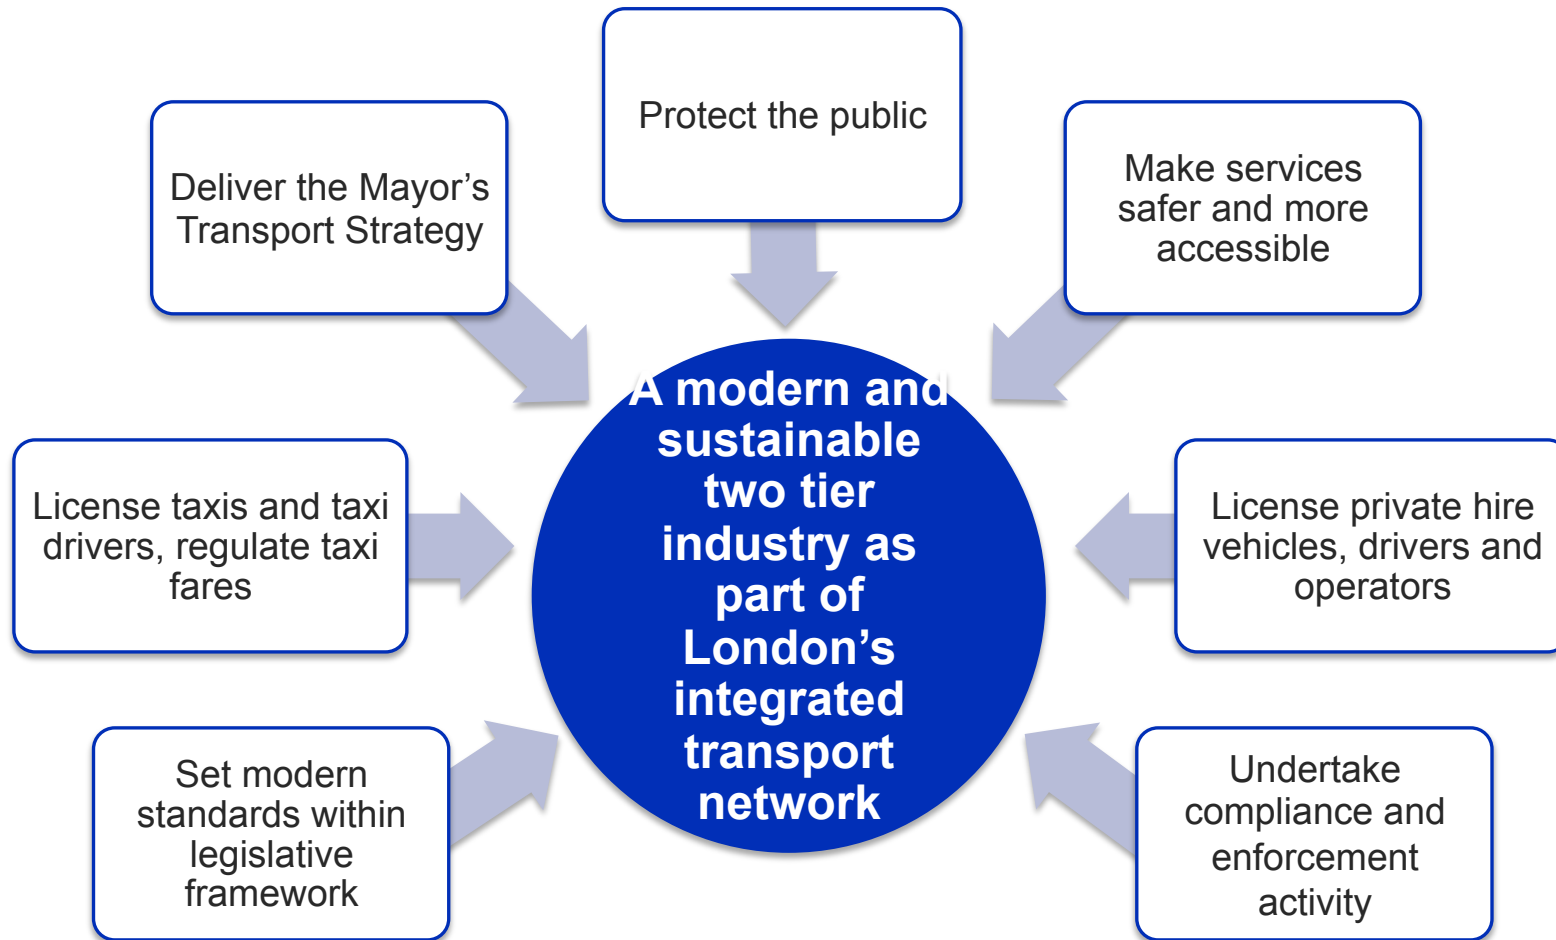 Protect the public
Deliver the Mayor’s
Transport Strategy
Make services
safer and more
accessible
A modern and
sustainable
two tier
industry as
part of
London’s
integrated
transport
network
License taxis and taxi
drivers, regulate taxi
fares
License private hire
vehicles, drivers and
operators
Set modern
standards within
legislative
framework
Undertake
compliance and
enforcement
activity